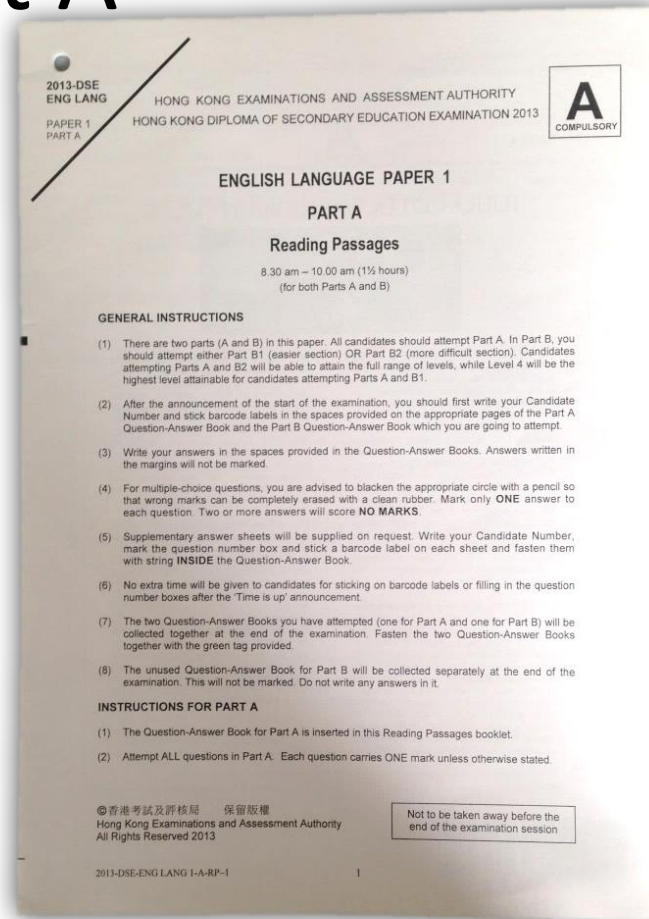 2013-DSE
ENG LANG
PAPER 1
PART A
HONG KONG EXAMINATIONS AND ASSESSMENT AUTHORITY
HONG KONG DIPLOMA OF SECONDARY EDUCATION EXAMINATION 2013
A
COMPULSORY
ENGLISH LANGUAGE PAPER 1
PART A
Reading Passages
8.30 am – 10.00 am (1½ hours)
(for both Parts A and B)
GENERAL INSTRUCTIONS
(1) There are two parts (A and B) in this paper. All candidates should attempt Part A. In Part B, you
should attempt either Part B1 (easier section) OR Part B2 (more difficult section). Candidates
attempting Parts A and B2 will be able to attain the full range of levels, while Level 4 will be the
highest level attainable for candidates attempting Parts A and B1.
(2) After the announcement of the start of the examination, you should first write your Candidate
Number and stick barcode labels in the spaces provided on the appropriate pages of the Part A
Question-Answer Book and the Part B Question-Answer Book which you are going to attempt.
(3) Write your answers in the spaces provided in the Question-Answer Books. Answers written in
the margins will not be marked.
(4) For multiple-choice questions, you are advised to blacken the appropriate circle with a pencil so
that wrong marks can be completely erased with a clean rubber. Mark only ONE answer to
each question. Two or more answers will score NO MARKS.
(5) Supplementary answer sheets will be supplied on request. Write your Candidate Number,
mark the question number box and stick a barcode label on each sheet and fasten them
with string INSIDE the Question-Answer Book.
(6) No extra time will be given to candidates for sticking on barcode labels or filling in the question
number boxes after the 'Time is up' announcement.
(7) The two Question-Answer Books you have attempted (one for Part A and one for Part B) will be
collected together at the end of the examination. Fasten the two Question-Answer Books
together with the green tag provided.
(8) The unused Question-Answer Book for Part B will be collected separately at the end of the
examination. This will not be marked. Do not write any answers in it.
INSTRUCTIONS FOR PART A
(1) The Question-Answer Book for Part A is inserted in this Reading Passages booklet.
(2) Attempt ALL questions in Part A. Each question carries ONE mark unless otherwise stated.
©香港考試及評核局 保留版權
Hong Kong Examinations and Assessment Authority
All Rights Reserved 2013
Not to be taken away before the
end of the examination session
2013-DSE-ENG LANG 1-A-RP–1
1